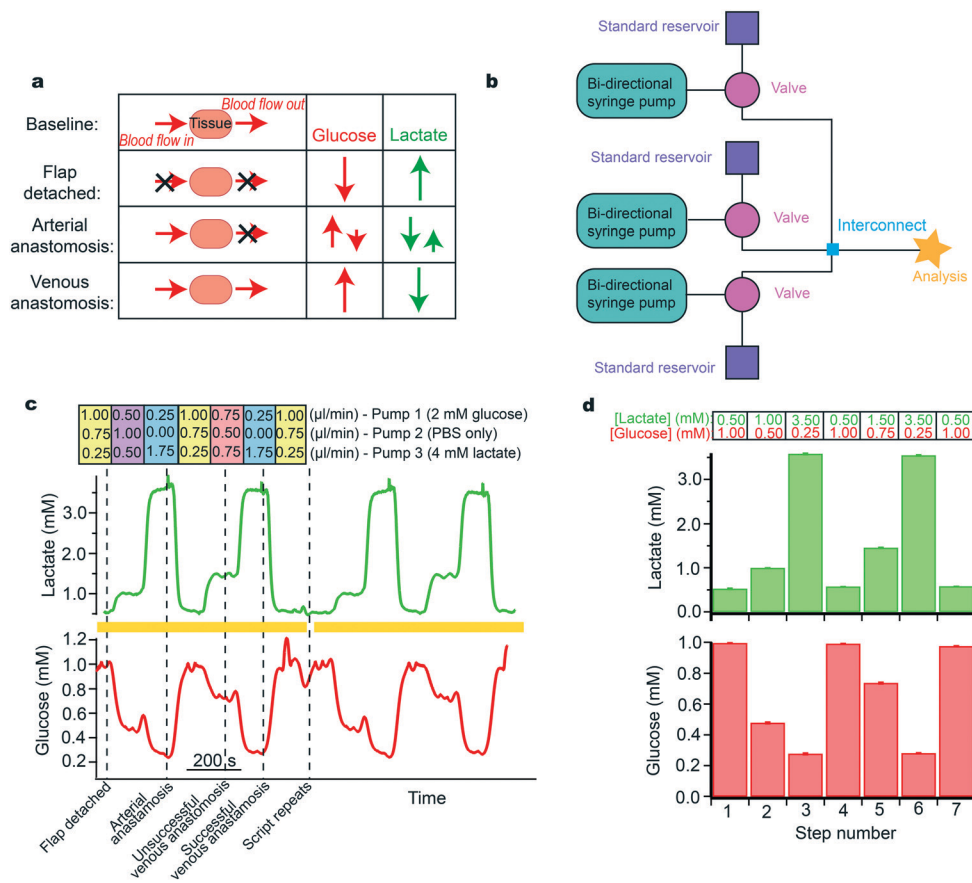 a
Baseline:
Blood flow in
Tissue
Blood flow out
Glucose
Lactate
Flap
detached:
Arterial
anastomosis:
Venous
anastomosis:
b
Standard reservoir
Bi-directional
syringe pump
Valve
Standard reservoir
Bi-directional
syringe pump
Valve
Interconnect
Analysis
Bi-directional
syringe pump
Valve
Standard reservoir
c
1.00 0.50 0.25 1.00 0.75 0.25 1.00 (µl/min) - Pump 1 (2 mM glucose)
0.75 1.00 0.00 0.75 0.50 0.00 0.75 (µl/min) - Pump 2 (PBS only)
0.25 0.50 1.75 0.25 0.75 1.75 0.25 (µl/min) - Pump 3 (4 mM lactate)
Lactate (mM)
3.0
2.0
1.0
Glucose (mM)
1.2
1.0
0.8
0.6
0.4
0.2
200 s
Flap detached
Arterial
anastomosis
Unsuccessful
venous anastomosis
Successful
venous anastomosis
Script repeats
Time
d
[Lactate] (mM): 0.50 1.00 3.50 0.50 1.50 3.50 0.50
[Glucose] (mM) 1.00 0.50 0.25 1.00 0.75 0.25 1.00
Lactate (mM)
3.0
2.0
1.0
0.0
Glucose (mM)
1.0
0.8
0.6
0.4
0.2
0.0
1 2 3 4 5 6 7
Step number